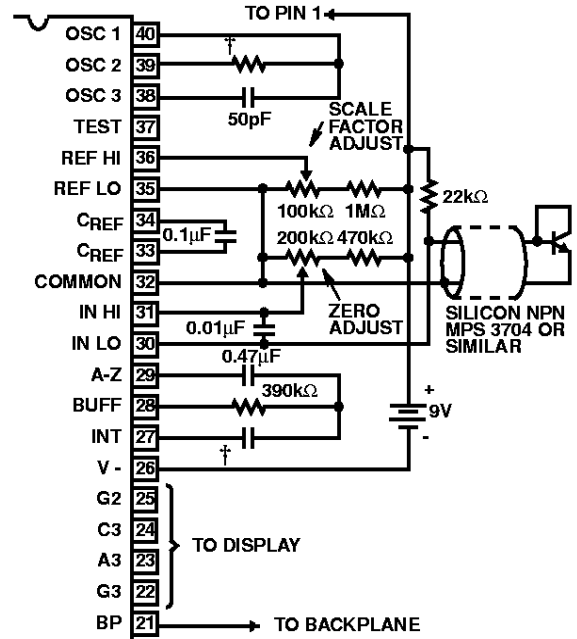 TO PIN 1
OSC 1 40
†
OSC 2 39
OSC 3 38
50pF
TEST 37
SCALE
FACTOR
ADJUST
REF HI 36
REF LO 35
100kΩ 1MΩ
22kΩ
CREF 34
0.1µF
200kΩ 470kΩ
CREF 33
COMMON 32
IN HI 31
0.01µF
ZERO
ADJUST
SILICON NPN
MPS 3704 OR
SIMILAR
IN LO 30
0.47µF
A-Z 29
390kΩ
BUFF 28
+
9V
-
INT 27
†
V - 26
G2 25
C3 24
TO DISPLAY
A3 23
G3 22
BP 21
TO BACKPLANE